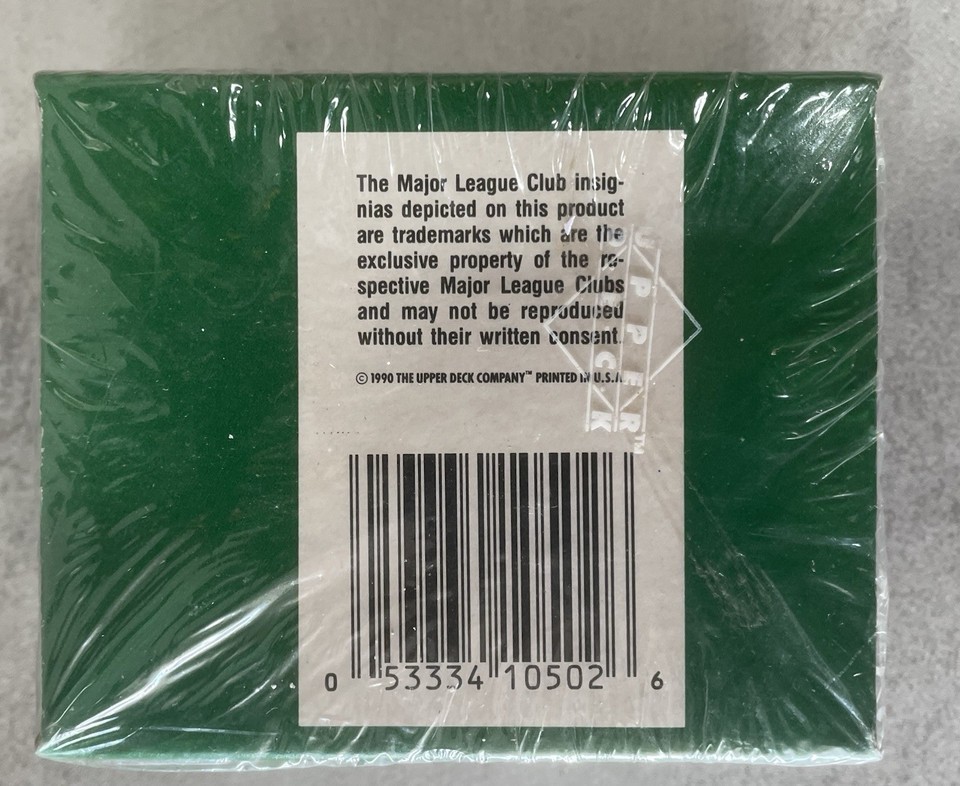 The Major League Club insig-
nias depicted on this product
are trademarks which are the
exclusive property of the re-
spective Major League Clubs
and may not be reproduced
without their written consent.
© 1990 THE UPPER DECK COMPANY™ PRINTED IN U.S.A.
UPPER™
DECK
0 53334 10502 6